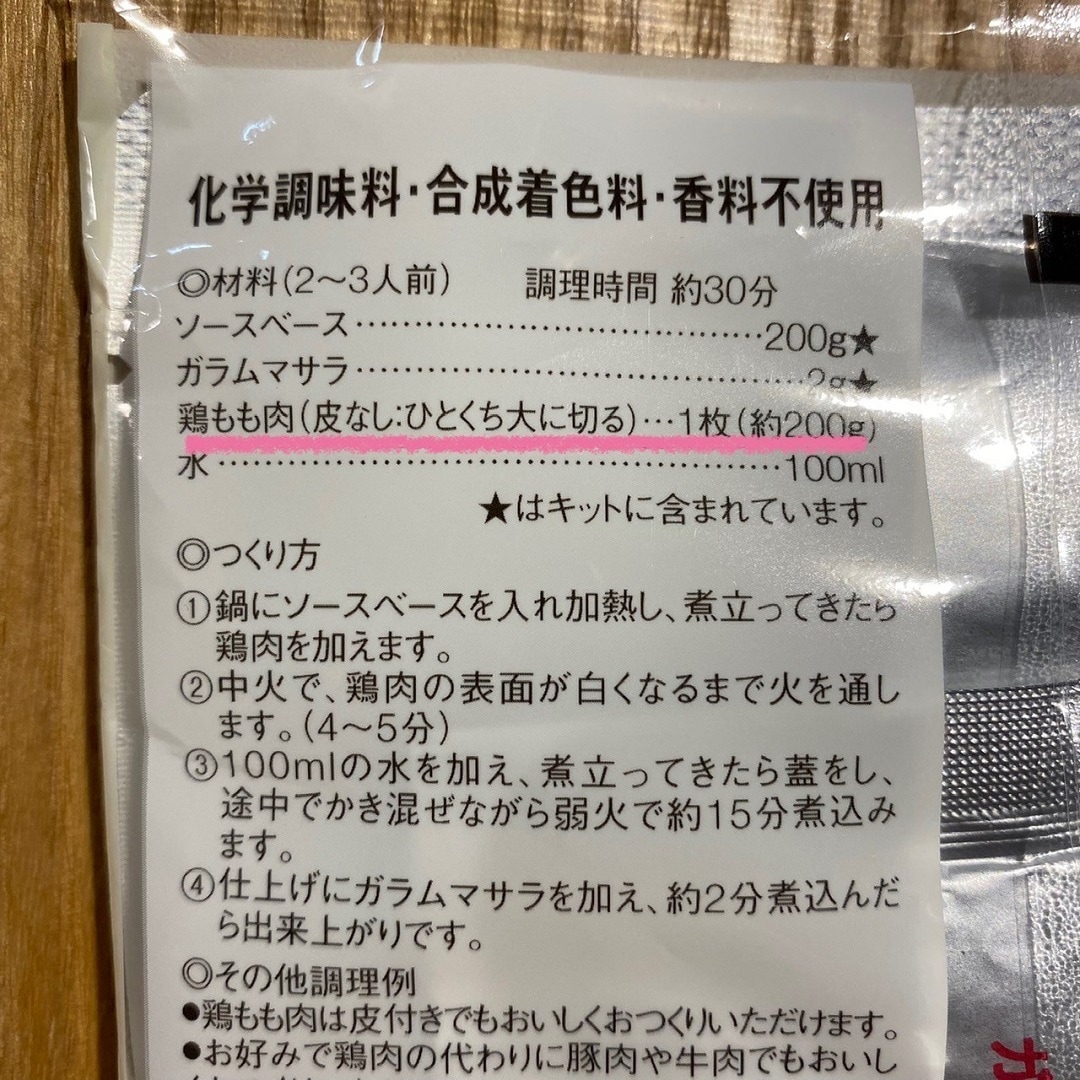 化学調味料・合成着色料・香料不使用
◎材料(2〜3人前) 調理時間 約30分
ソースベース…………………………………200g★
ガラムマサラ……………………………………2g★
鶏もも肉(皮なし:ひとくち大に切る)…1枚(約200g)
水………………………………………………100ml
★はキットに含まれています。
◎つくり方
①鍋にソースベースを入れ加熱し、煮立ってきたら
鶏肉を加えます。
②中火で、鶏肉の表面が白くなるまで火を通し
ます。(4〜5分)
③100mlの水を加え、煮立ってきたら蓋をし、
途中でかき混ぜながら弱火で約15分煮込み
ます。
④仕上げにガラムマサラを加え、約2分煮込んだ
ら出来上がりです。
◎その他調理例
●鶏もも肉は皮付きでもおいしくおつくりいただけます。
●お好みで鶏肉の代わりに豚肉や牛肉でもおいし
ガ